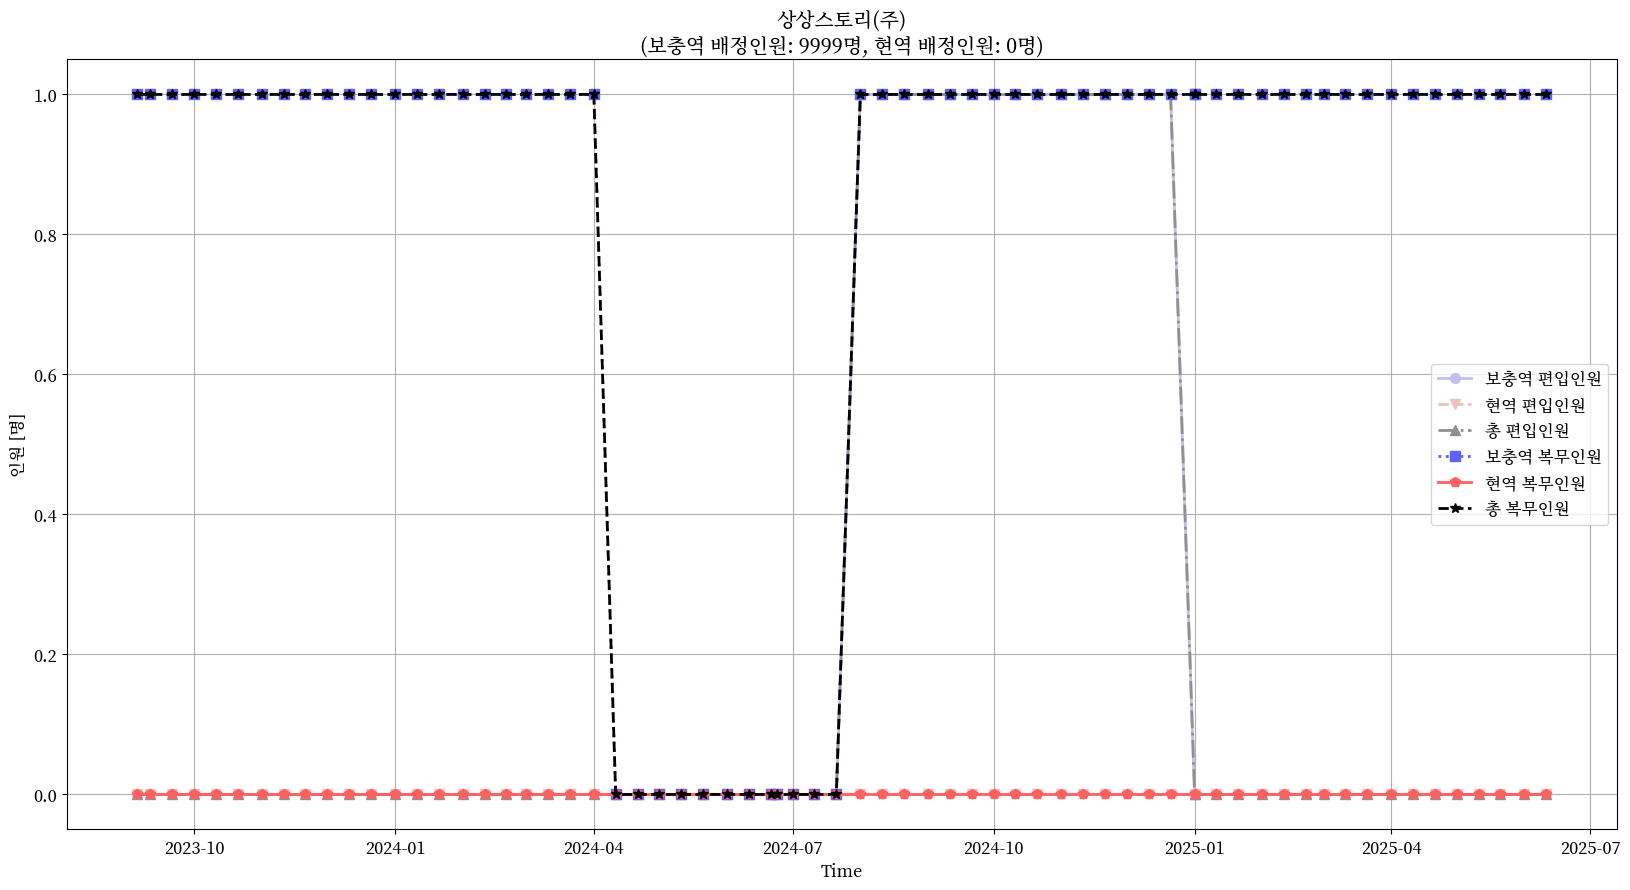 상상스토리(주)
(보충역 배정인원: 9999명, 현역 배정인원: 0명)
인원 [명]
1.0
0.8
0.6
0.4
0.2
0.0
보충역 편입인원
현역 편입인원
총 편입인원
보충역 복무인원
현역 복무인원
총 복무인원
2023-10
2024-01
2024-04
2024-07
2024-10
2025-01
2025-04
2025-07
Time